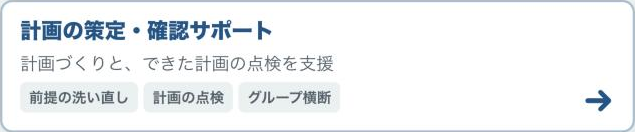 計画の策定・確認サポート
計画づくりと、できた計画の点検を支援
前提の洗い直し 計画の点検 グループ横断